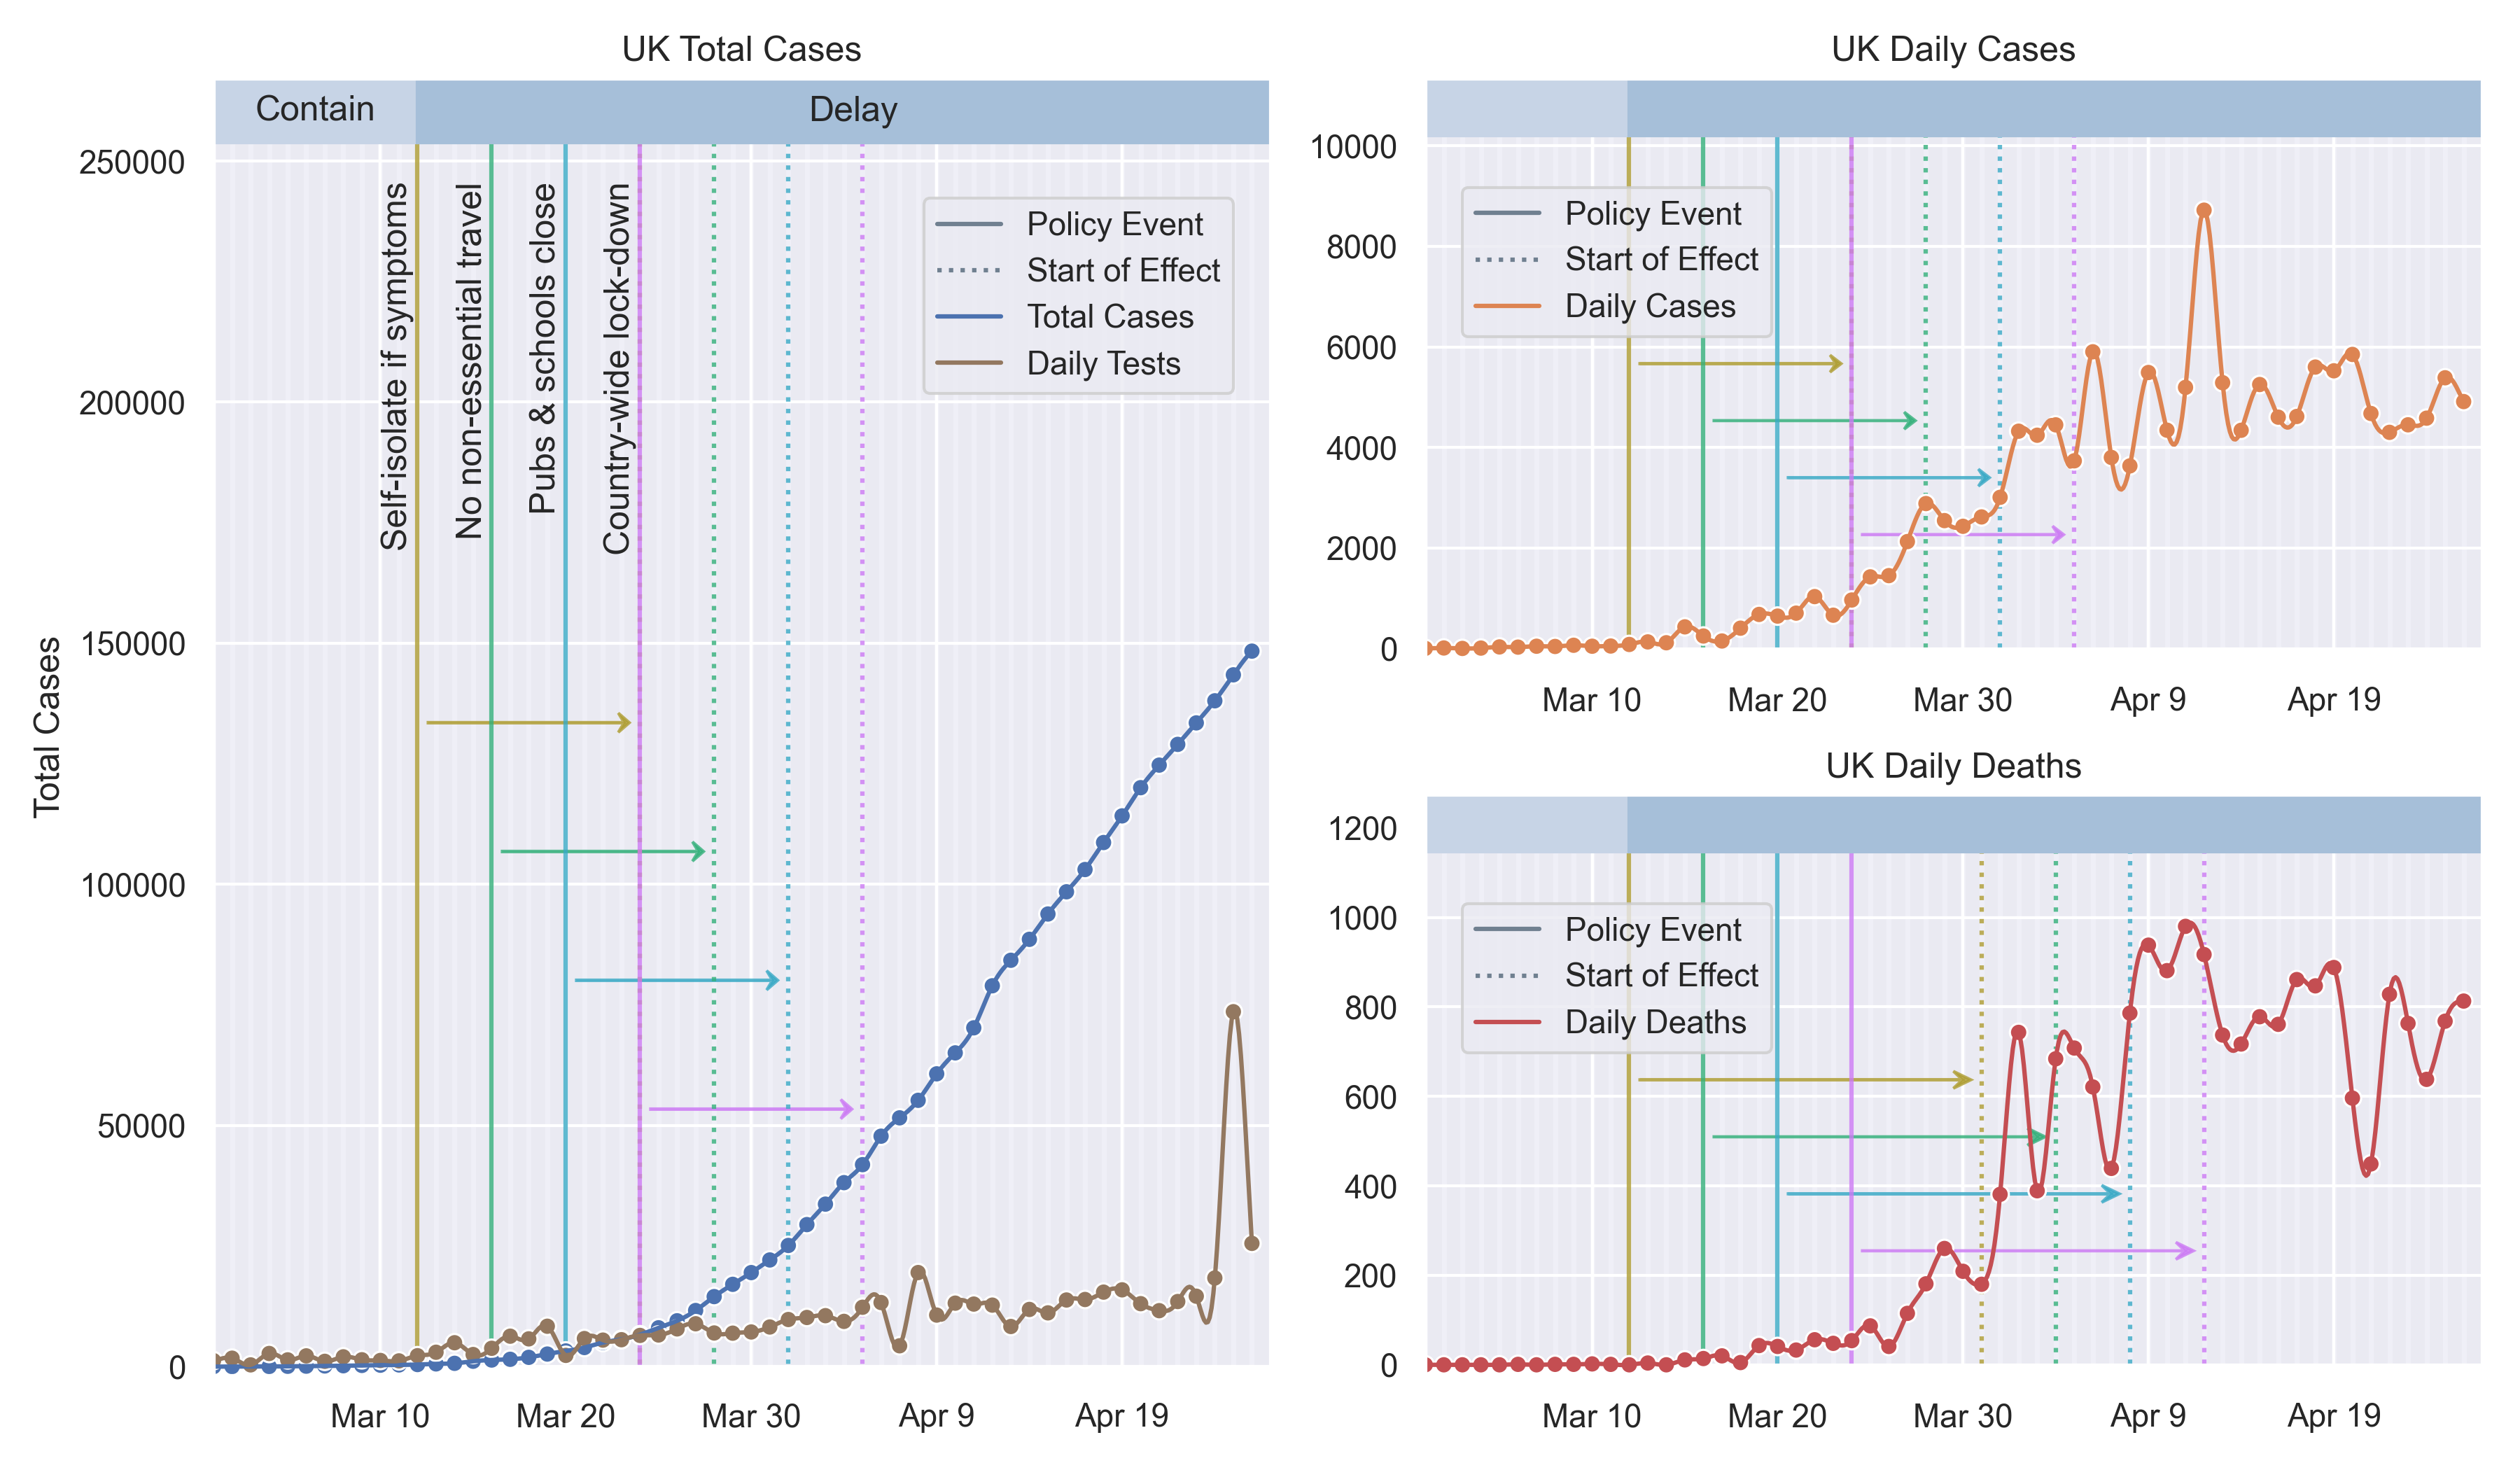 UK Total Cases
Contain
Delay
250000
200000
150000
100000
50000
0
Total Cases
Self-isolate if symptoms
No non-essential travel
Pubs & schools close
Country-wide lock-down
Policy Event
Start of Effect
Total Cases
Daily Tests
Mar 10
Mar 20
Mar 30
Apr 9
Apr 19
UK Daily Cases
10000
8000
6000
4000
2000
0
Policy Event
Start of Effect
Daily Cases
Mar 10
Mar 20
Mar 30
Apr 9
Apr 19
UK Daily Deaths
1200
1000
800
600
400
200
0
Policy Event
Start of Effect
Daily Deaths
Mar 10
Mar 20
Mar 30
Apr 9
Apr 19